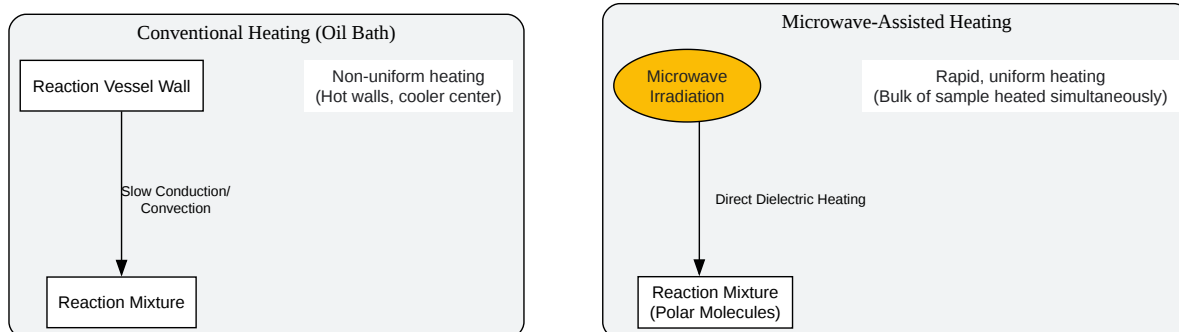 Conventional Heating (Oil Bath)
Reaction Vessel Wall
Non-uniform heating
(Hot walls, cooler center)
Slow Conduction/
Convection
Reaction Mixture
Microwave-Assisted Heating
Microwave
Irradiation
Rapid, uniform heating
(Bulk of sample heated simultaneously)
Direct Dielectric Heating
Reaction Mixture
(Polar Molecules)